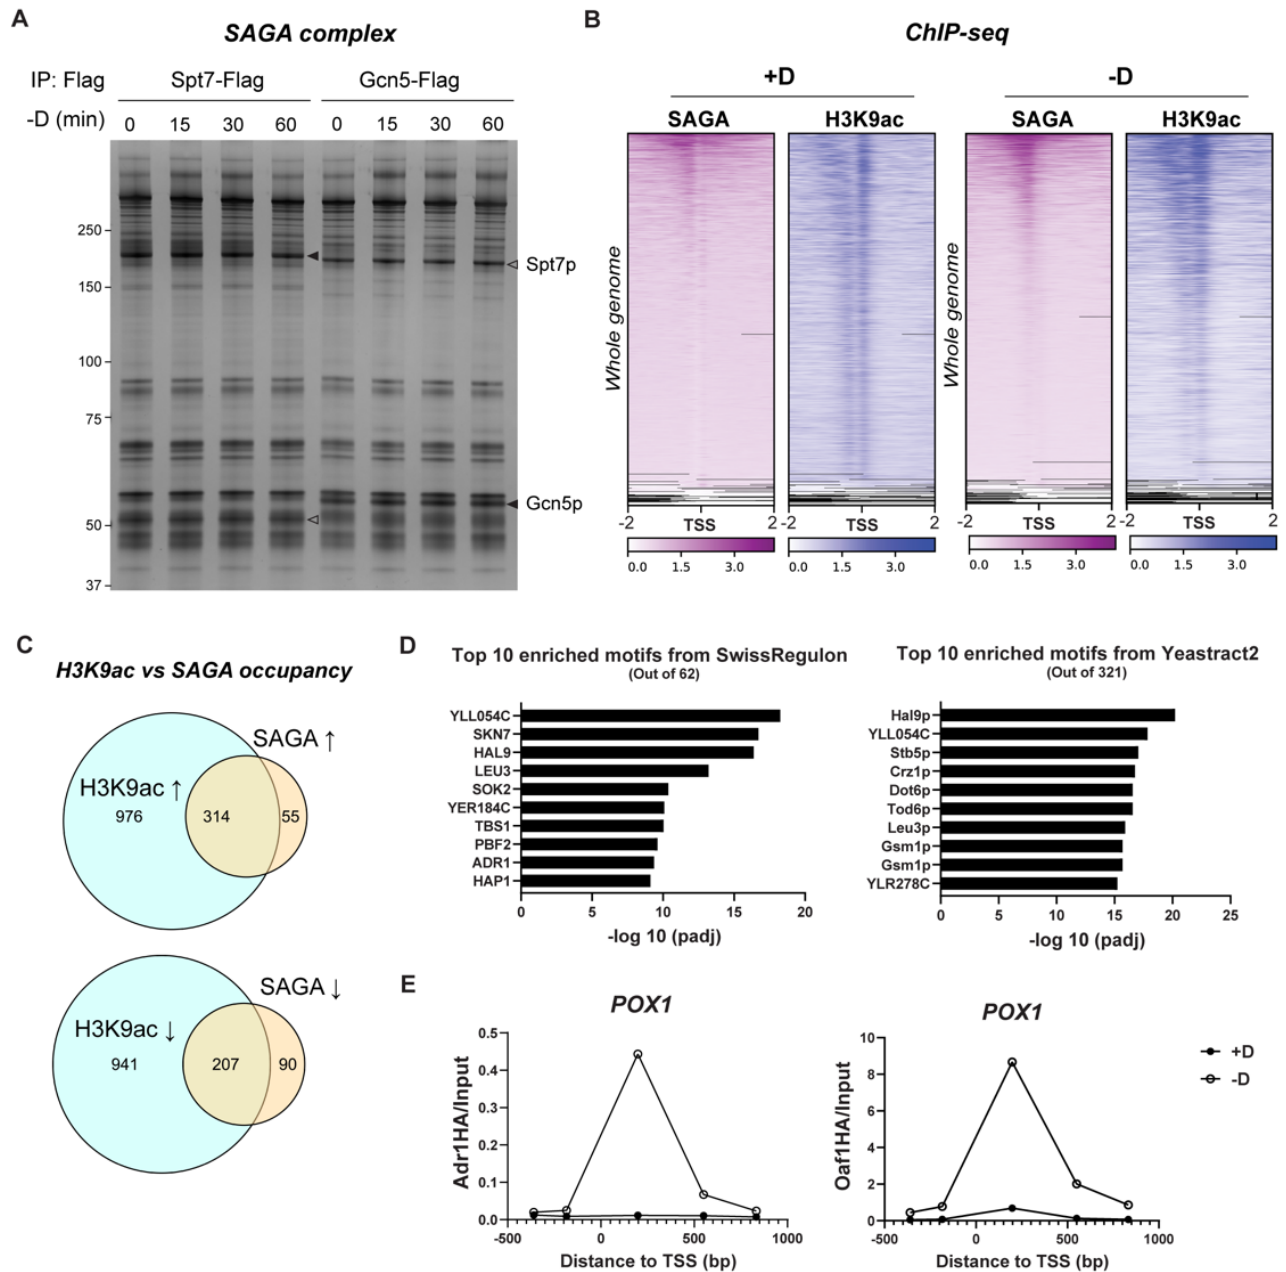 A
SAGA complex
IP: Flag Spt7-Flag Gcn5-Flag
-D (min) 0 15 30 60 0 15 30 60
250
150
100
75
50
37
Spt7p
Gcn5p
B
ChIP-seq
+D -D
SAGA H3K9ac SAGA H3K9ac
Whole genome
Whole genome
-2 TSS 2 -2 TSS 2 -2 TSS 2 -2 TSS 2
0.0 1.5 3.0 0.0 1.5 3.0 0.0 1.5 3.0 0.0 1.5 3.0
C
H3K9ac vs SAGA occupancy
SAGA ↑
H3K9ac ↑
976 314 55
SAGA ↓
H3K9ac ↓
941 207 90
D
Top 10 enriched motifs from SwissRegulon
(Out of 62)
YLL054C
SKN7
HAL9
LEU3
SOK2
YER184C
TBS1
PBF2
ADR1
HAP1
0 5 10 15 20
-log 10 (padj)
Top 10 enriched motifs from Yeastract2
(Out of 321)
Hal9p
YLL054C
Stb5p
Crz1p
Dot6p
Tod6p
Leu3p
Gsm1p
Gsm1p
YLR278C
0 5 10 15 20 25
-log 10 (padj)
E
POX1
Adr1HA/Input
0.5
0.4
0.3
0.2
0.1
0.0
-500 0 500 1000
Distance to TSS (bp)
POX1
Oaf1HA/Input
10
8
6
4
2
0
-500 0 500 1000
Distance to TSS (bp)
+D
-D